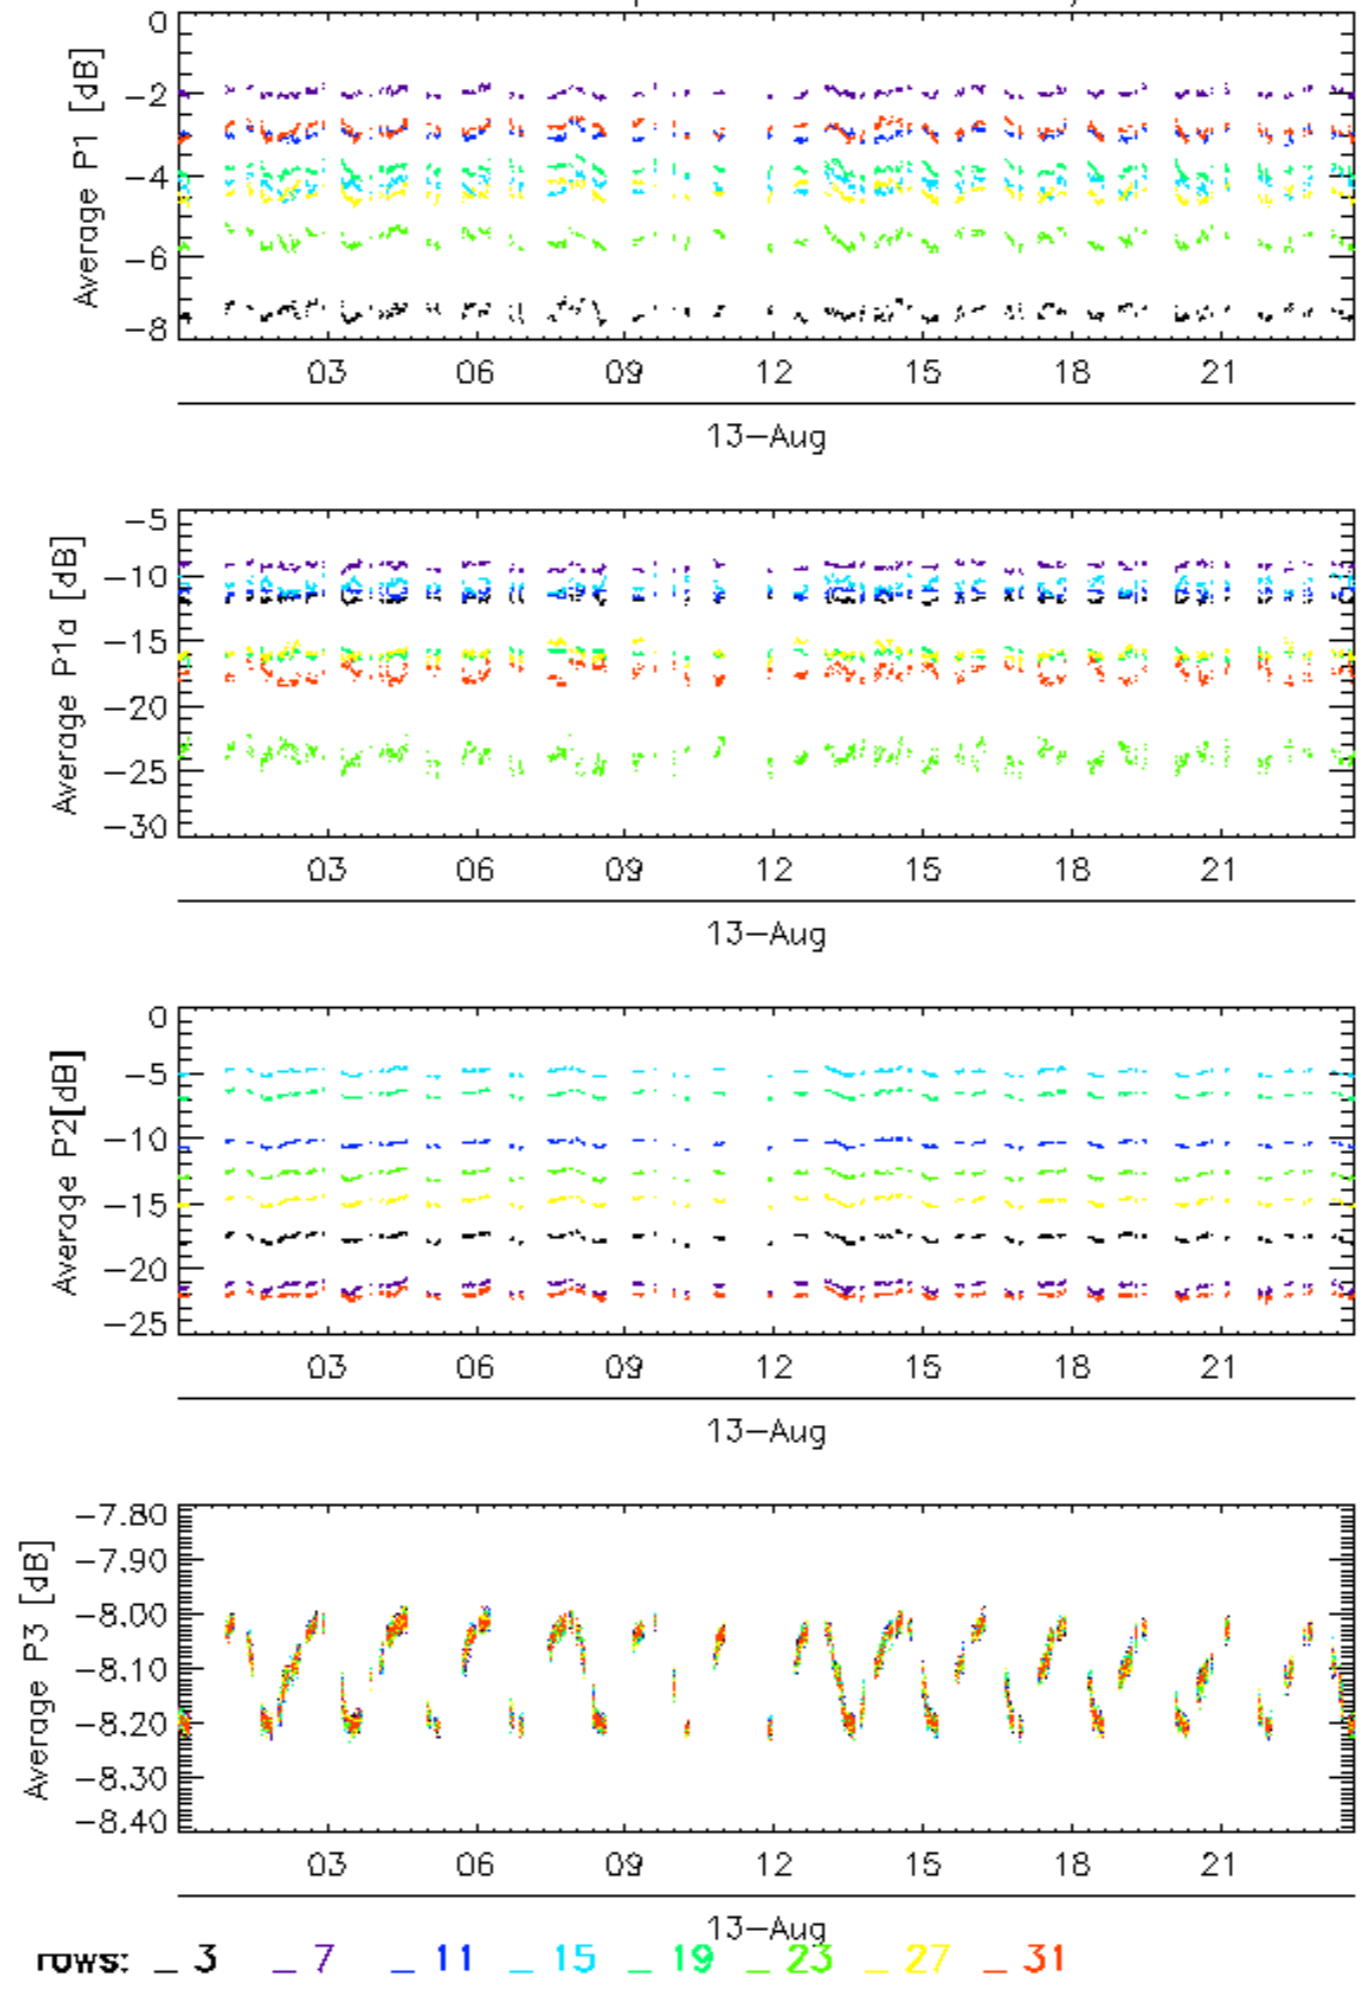 0
−2
−4
−6
−8
Average P1 [dB]
03 06 09 12 15 18 21
13−Aug
−5
−10
−15
−20
−25
−30
Average P1a [dB]
03 06 09 12 15 18 21
13−Aug
0
−5
−10
−15
−20
−25
Average P2[dB]
03 06 09 12 15 18 21
13−Aug
−7.80
−7.90
−8.00
−8.10
−8.20
−8.30
−8.40
Average P3 [dB]
03 06 09 12 15 18 21
13−Aug
rows: _ 3 _ 7 _ 11 _ 15 _ 19 _ 23 _ 27 _ 31